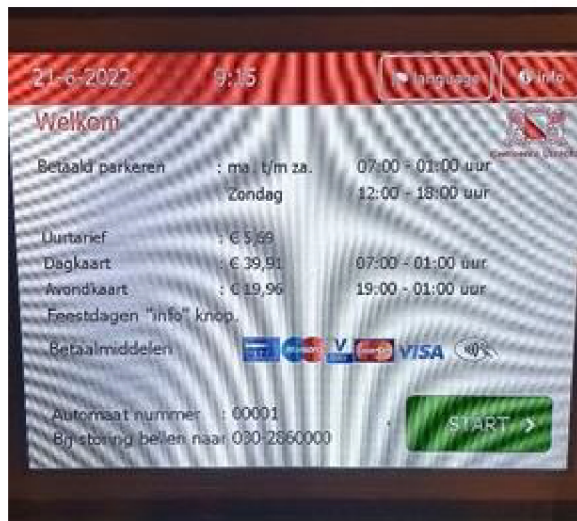 21-6-2022 9:15 language info
Welkom
Gemeente Utrecht
Betaald parkeren : ma. t/m za. 07:00 - 01:00 uur
Zondag 12:00 - 18:00 uur
Uurtarief : € 5,69
Dagkaart : € 39,91 07:00 - 01:00 uur
Avondkaart : € 19,96 19:00 - 01:00 uur
Feestdagen "info" knop.
Betaalmiddelen V VISA
Automaat nummer : 00001
Bij storing bellen naar 030-2860000
START >